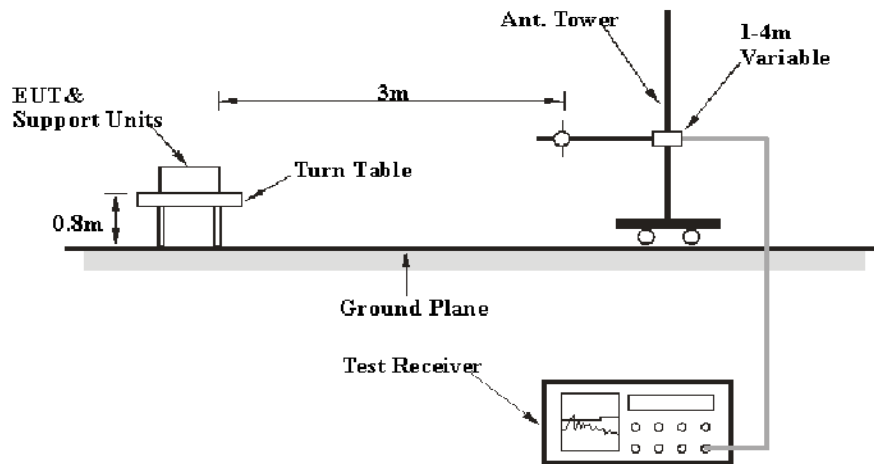 Ant. Tower
1-4m
Variable
3m
EUT&
Support Units
Turn Table
0.8m
Ground Plane
Test Receiver